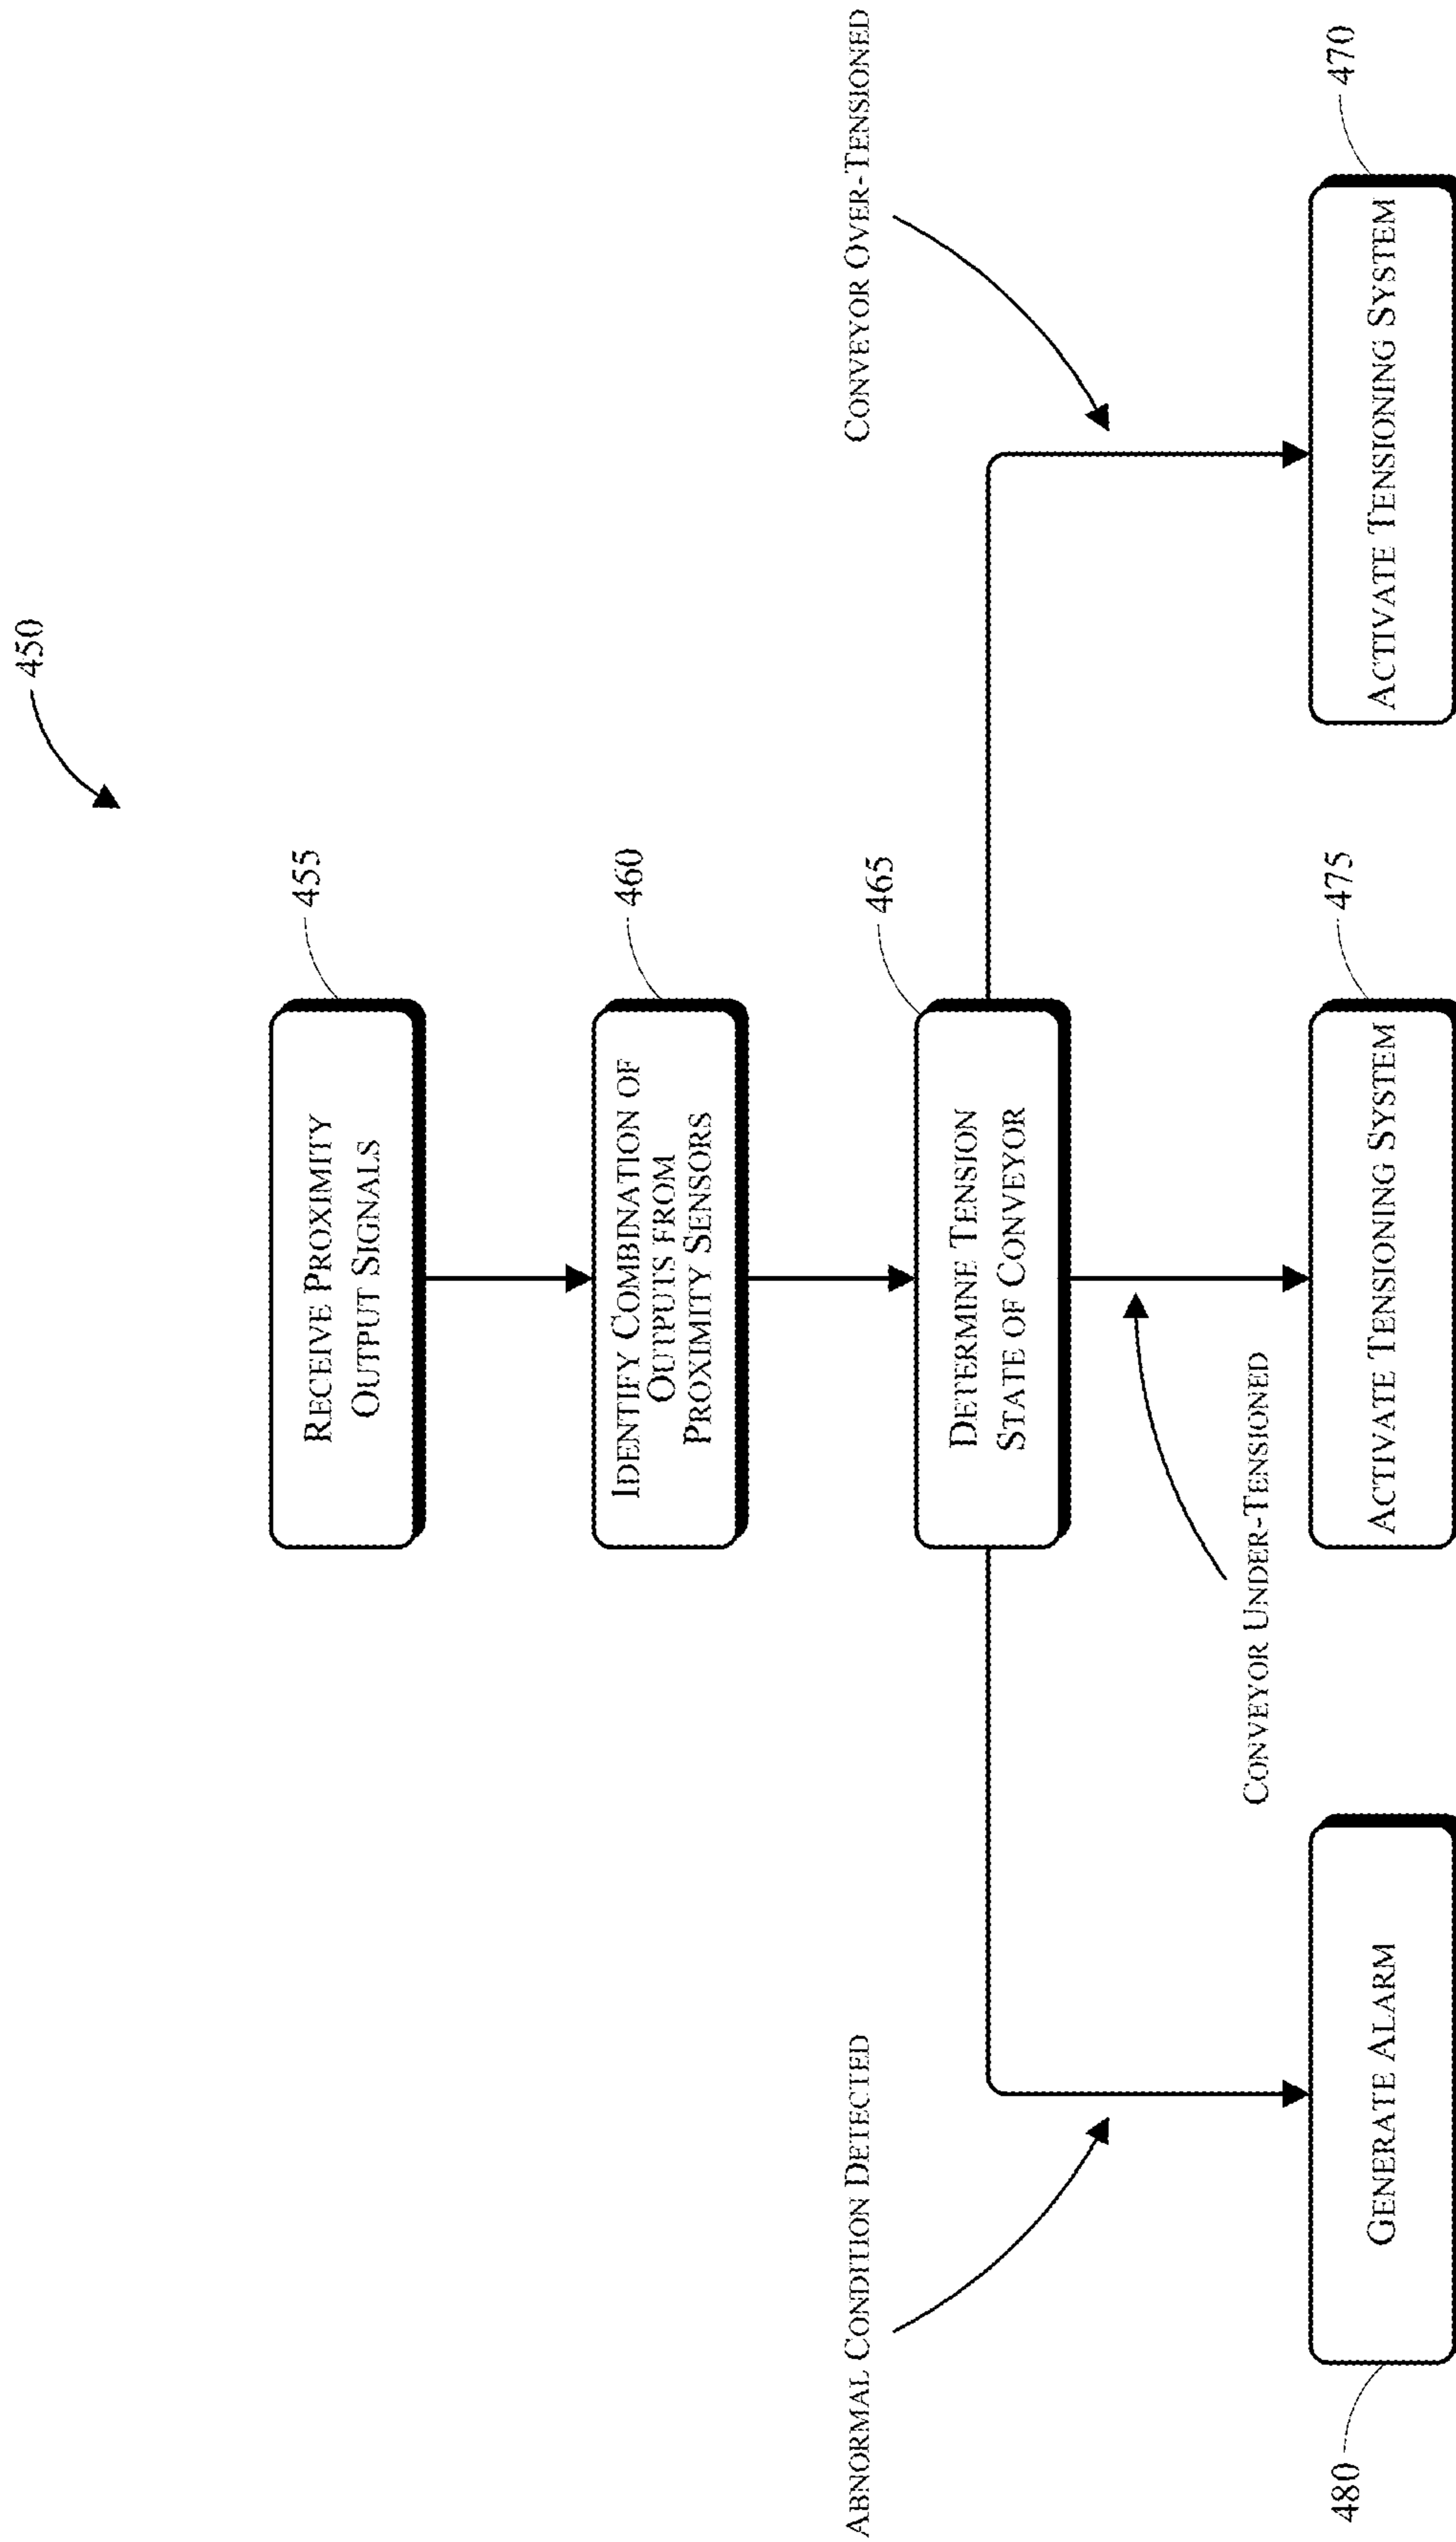 450
RECEIVE PROXIMITY
OUTPUT SIGNALS
455
IDENTIFY COMBINATION OF
OUTPUTS FROM
PROXIMITY SENSORS
460
DETERMINE TENSION
STATE OF CONVEYOR
465
ABNORMAL CONDITION DETECTED
CONVEYOR OVER-TENSIONED
CONVEYOR UNDER-TENSIONED
480
GENERATE ALARM
ACTIVATE TENSIONING SYSTEM
475
ACTIVATE TENSIONING SYSTEM
470